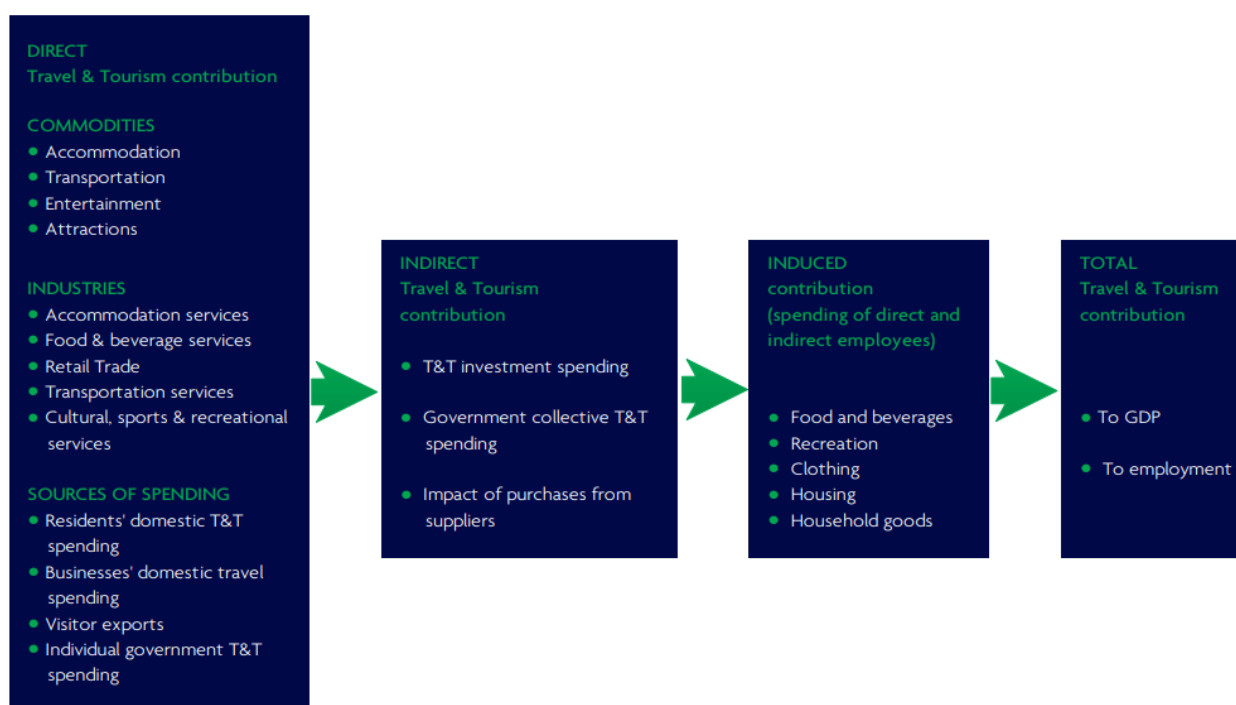 DIRECT
Travel & Tourism contribution
COMMODITIES
Accommodation
Transportation
Entertainment
Attractions
INDUSTRIES
Accommodation services
Food & beverage services
Retail Trade
Transportation services
Cultural, sports & recreational
services
SOURCES OF SPENDING
Residents' domestic T&T
spending
Businesses' domestic travel
spending
Visitor exports
Individual government T&T
spending
INDIRECT
Travel & Tourism
contribution
T&T investment spending
Government collective T&T
spending
Impact of purchases from
suppliers
INDUCED
contribution
(spending of direct and
indirect employees)
Food and beverages
Recreation
Clothing
Housing
Household goods
TOTAL
Travel & Tourism
contribution
To GDP
To employment